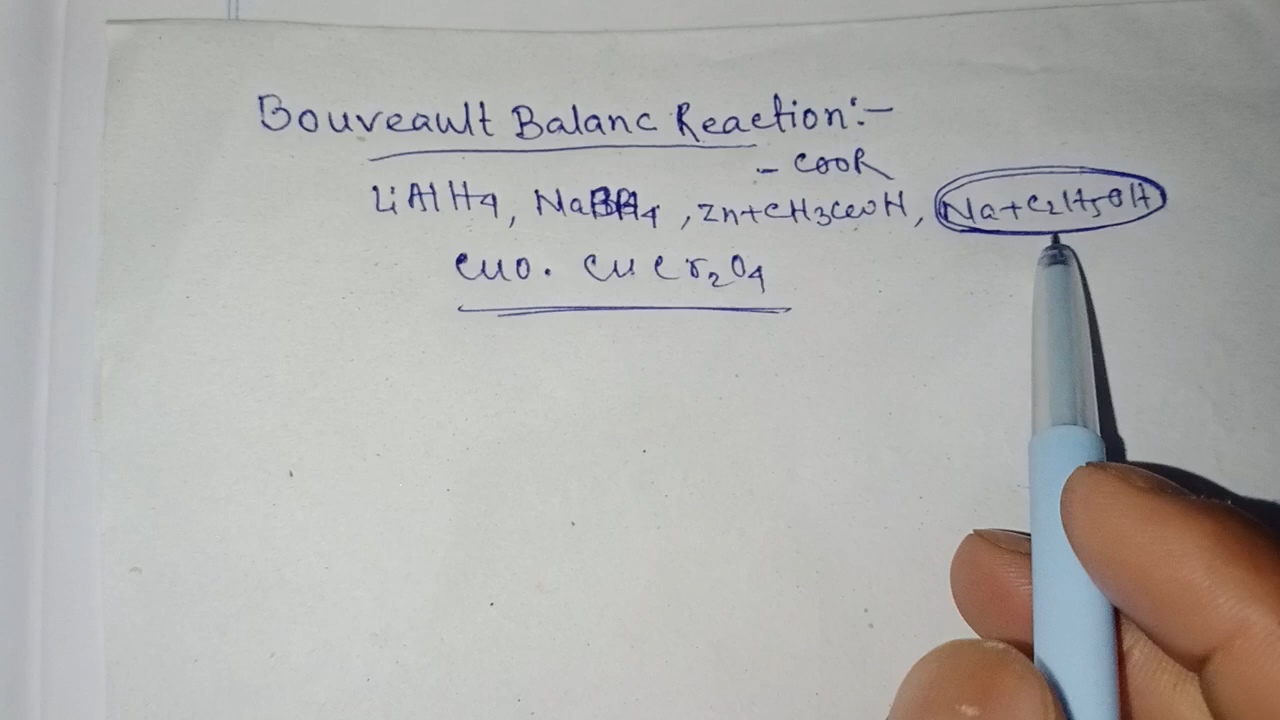 Bouveault Balanc Reaction:-
- COOR
LiAlH4, NaBH4, Zn+CH3COOH, Na+C2H5OH
CuO. CuCr2O4